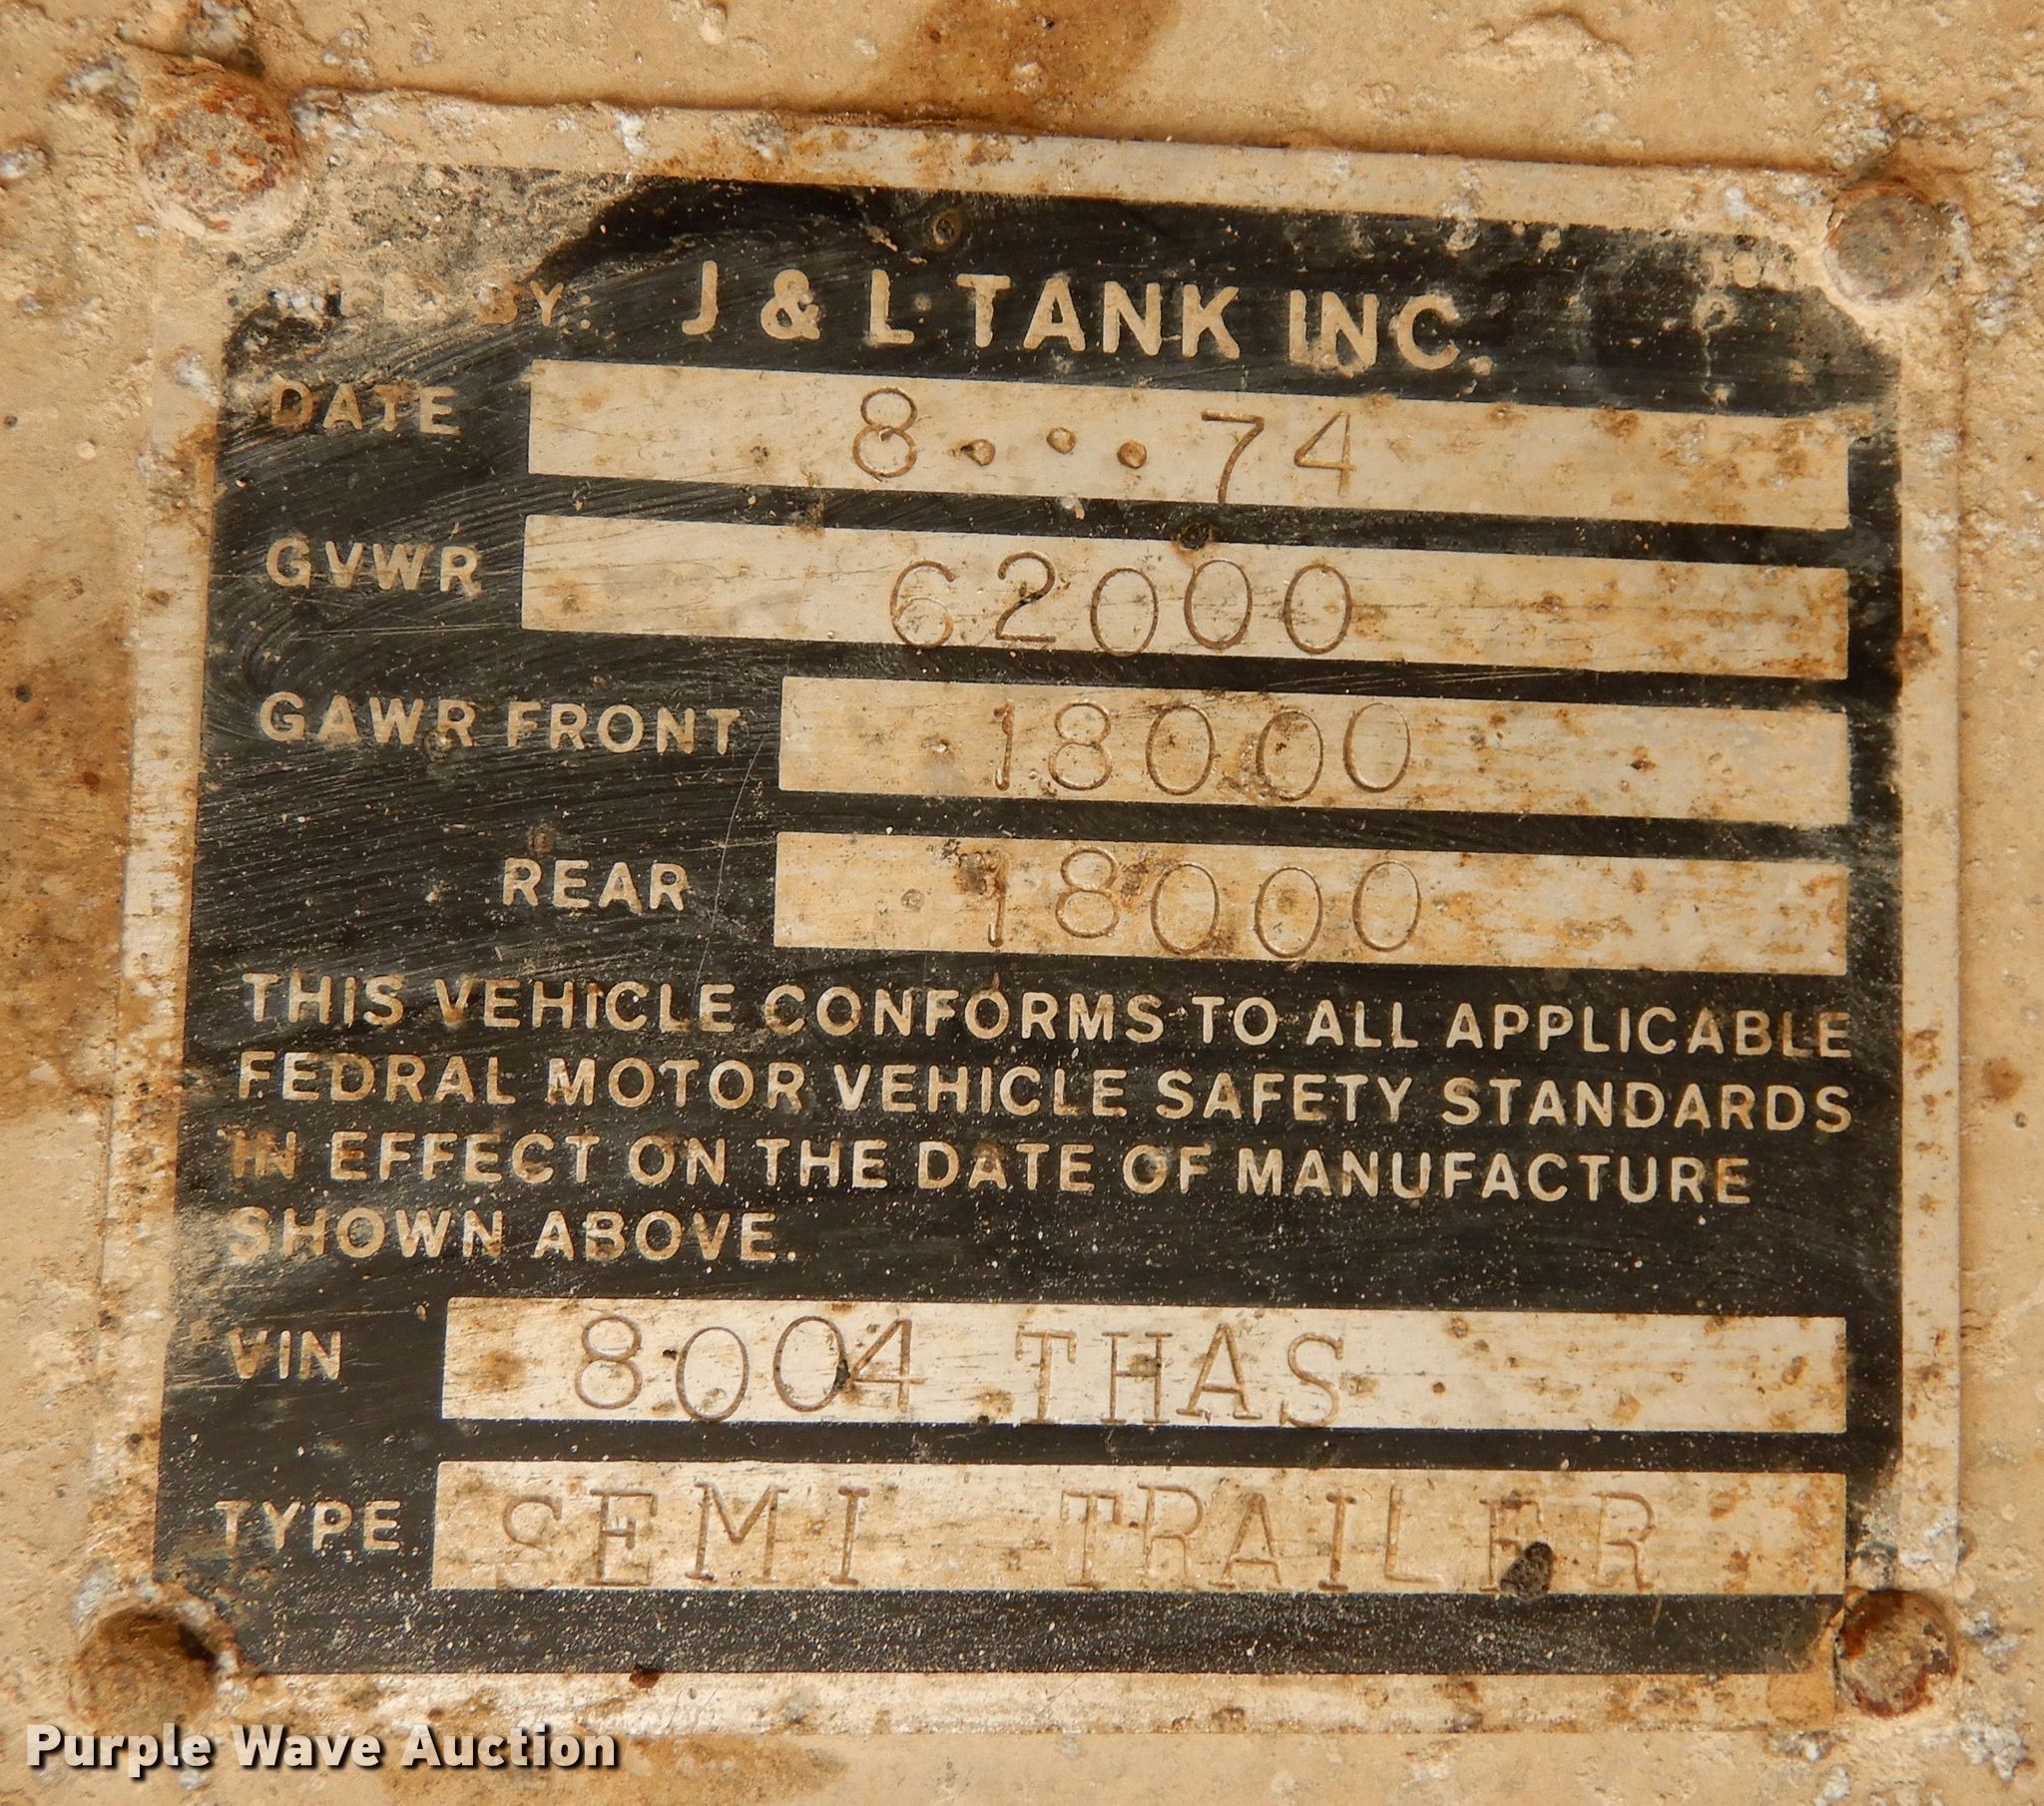 BY: J & L TANK INC.
DATE 8...74
GVWR 62000
GAWR FRONT 18000
REAR 18000
THIS VEHICLE CONFORMS TO ALL APPLICABLE
FEDRAL MOTOR VEHICLE SAFETY STANDARDS
IN EFFECT ON THE DATE OF MANUFACTURE
SHOWN ABOVE.
VIN 8004 THAS
TYPE SEMI TRAILER
Purple Wave Auction